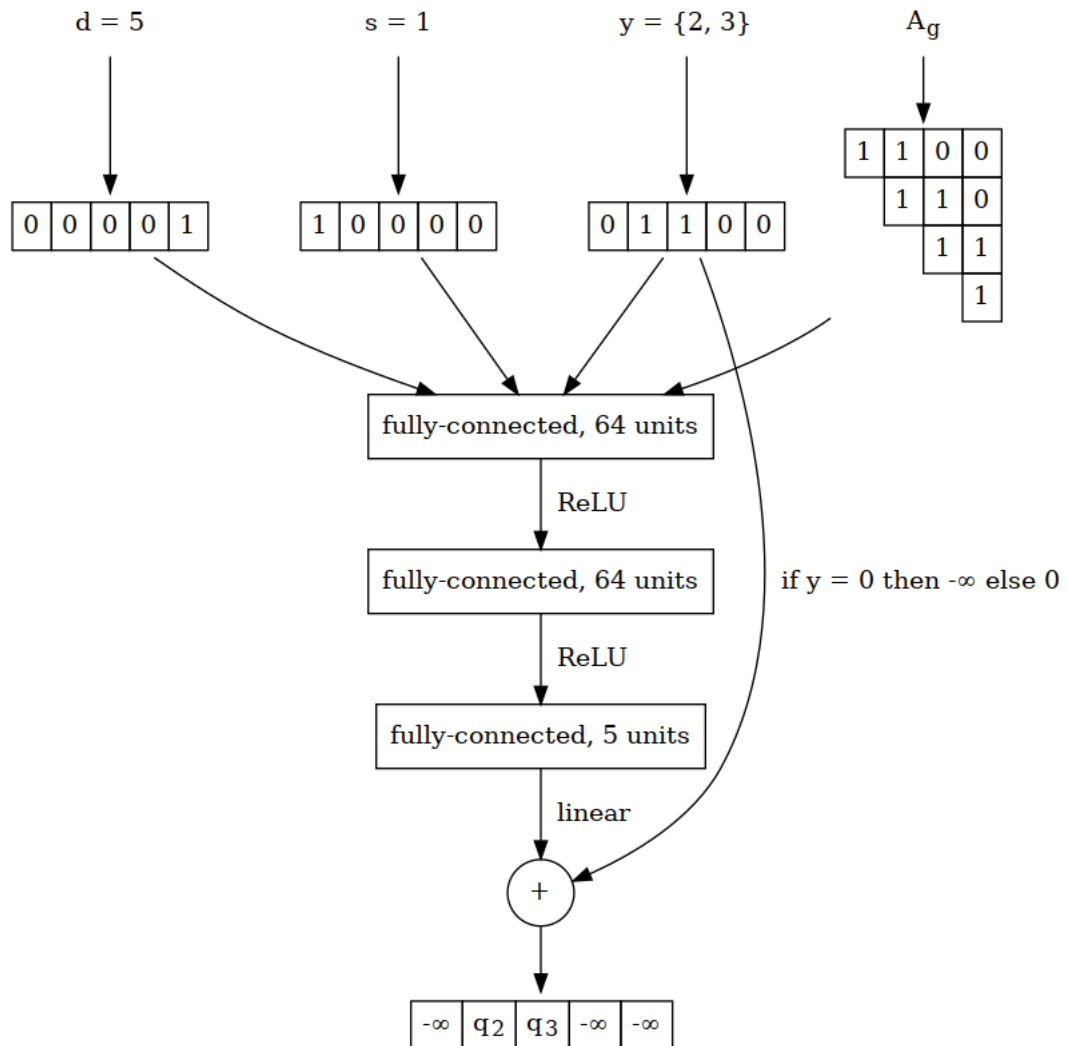 d = 5
s = 1
y = {2, 3}
A_g
1 1 0 0
1 1 0
1 1
1
0 0 0 0 1
1 0 0 0 0
0 1 1 0 0
fully-connected, 64 units
ReLU
fully-connected, 64 units
if y = 0 then -∞ else 0
ReLU
fully-connected, 5 units
linear
+
-∞ q₂ q₃ -∞ -∞